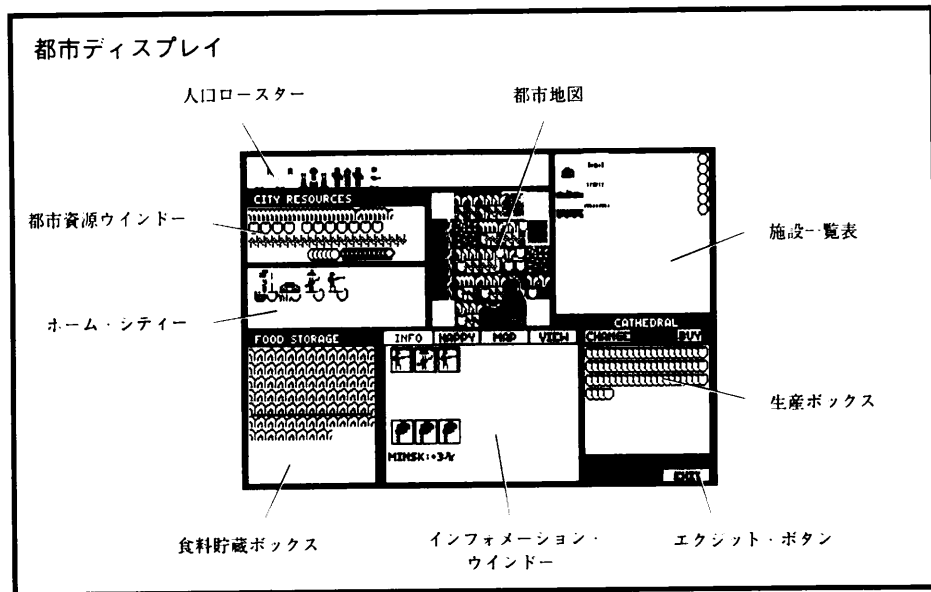 都市ディスプレイ
人口ロースター
都市地図
CITY RESOURCES
都市資源ウインドー
施設一覧表
ホーム・シティー
CATHEDRAL
FOOD STORAGE
INFO HAPPY MAP VIEW
CHANGE BUY
生産ボックス
MINSK:+3/r
EXIT
食料貯蔵ボックス
インフォメーション・
ウインドー
エクジット・ボタン